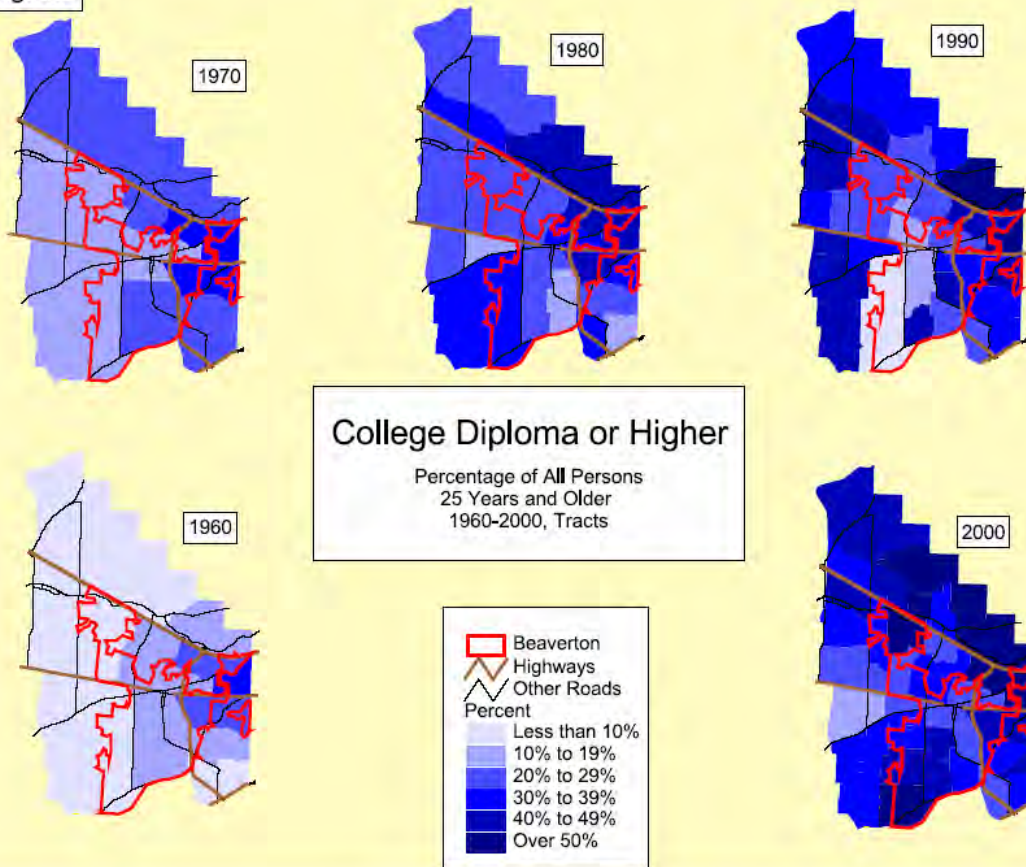 1970
1980
1990
College Diploma or Higher
Percentage of All Persons
25 Years and Older
1960-2000, Tracts
1960
2000
Beaverton
Highways
Other Roads
Percent
Less than 10%
10% to 19%
20% to 29%
30% to 39%
40% to 49%
Over 50%